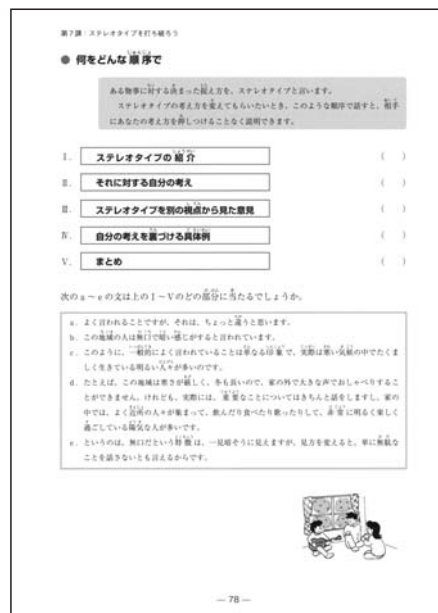 第7課：ステレオタイプを打ち破ろう
● 何をどんな順序で
ある物事に対する決まった捉え方を、ステレオタイプと言います。
ステレオタイプの考え方を変えてもらいたいとき、このような順序で話すと、相手
にあなたの考え方を押しつけることなく説明できます。
Ⅰ． ステレオタイプの紹介 （　）
Ⅱ． それに対する自分の考え （　）
Ⅲ． ステレオタイプを別の視点から見た意見 （　）
Ⅳ． 自分の考えを裏づける具体例 （　）
Ⅴ． まとめ （　）
次のa～eの文は上のⅠ～Ⅴのどの部分に当たるでしょうか。
a．よく言われることですが、それは、ちょっと違うと思います。
b．この地域の人は無口で暗い感じがすると言われています。
c．このように、一般的によく言われていることは単なる印象で、実際は寒い気候の中でたくま
しく生きている明るい人々が多いのです。
d．たとえば、この地域は寒さが厳しく、冬も長いので、家の外で大きな声でおしゃべりするこ
とができません。けれども、実際には、重要なことについてはきちんと話をしますし、家の
中では、よく近所の人々が集まって、飲んだり食べたり歌ったりして、非常に明るく楽しく
過ごしている陽気な人が多いです。
e．というのは、無口だという特徴は、一見暗そうに見えますが、見方を変えると、単に無駄な
ことを話さないとも言えるからです。
― 78 ―